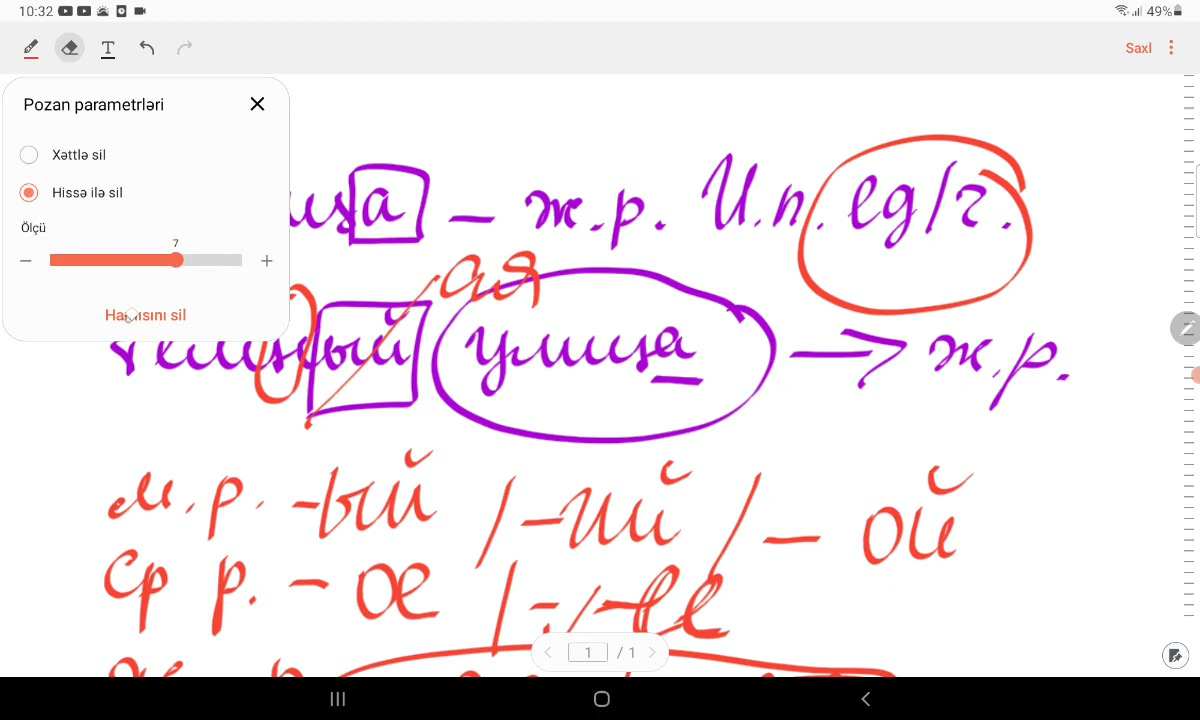 10:32 49%
Saxl
Pozan parametrləri
Xəttlə sil
Hissə ilə sil
Ölçü
7
Hamısını sil
а – ж.р. И.п. ед/ч.
ая
ый улица → ж.р.
м.р. -ый /-ий /- ой
Ср р. – ое /-/-ее
1 / 1